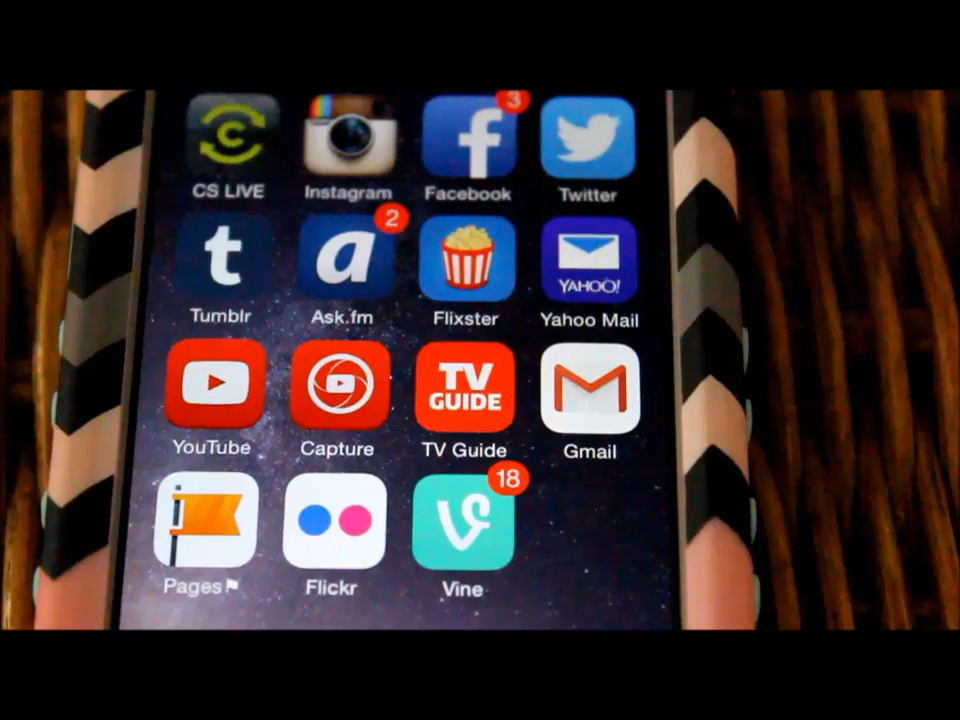 3
C
f
CS LIVE
Instagram
Facebook
Twitter
2
t
a
YAHOO!
Tumblr
Ask.fm
Flixster
Yahoo Mail
TV
GUIDE
YouTube
Capture
TV Guide
Gmail
18
Pages
Flickr
Vine